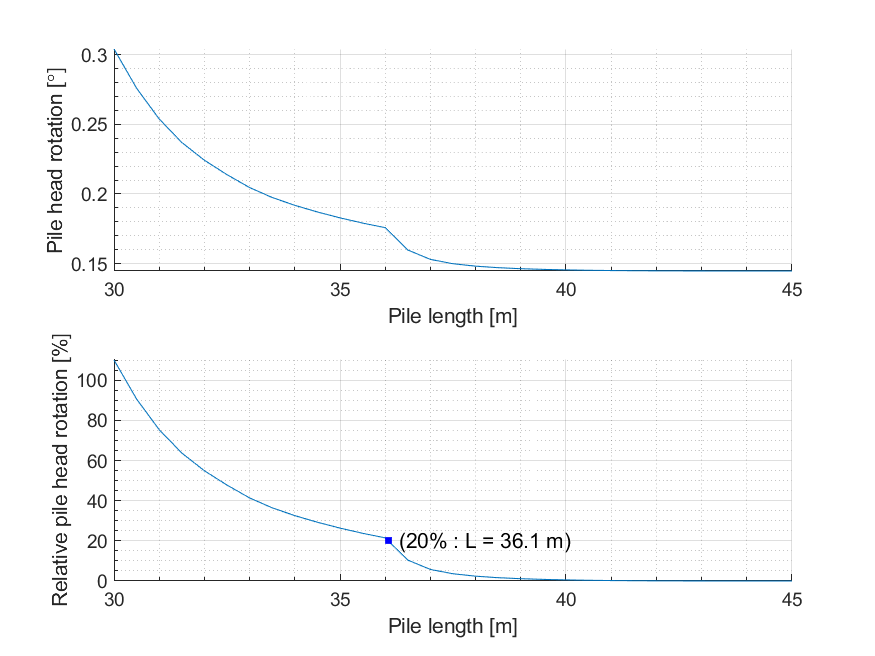 Pile head rotation [°]
0.3
0.25
0.2
0.15
30 35 40 45
Pile length [m]
Relative pile head rotation [%]
100
80
60
40
20
0
(20% : L = 36.1 m)
30 35 40 45
Pile length [m]